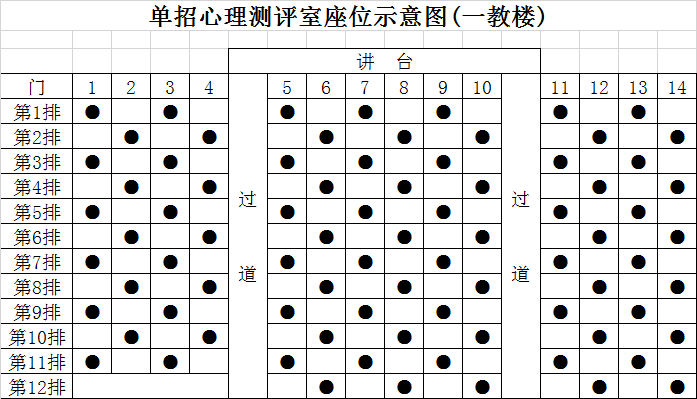 单招心理测评室座位示意图(一教楼)
讲 台
门 1 2 3 4 过道 5 6 7 8 9 10 过道 11 12 13 14
第1排 ● ● ● ● ● ● ●
第2排 ● ● ● ● ● ● ●
第3排 ● ● ● ● ● ● ●
第4排 ● ● ● ● ● ● ●
第5排 ● ● ● ● ● ● ●
第6排 ● ● ● ● ● ● ●
第7排 ● ● ● ● ● ● ●
第8排 ● ● ● ● ● ● ●
第9排 ● ● ● ● ● ● ●
第10排 ● ● ● ● ● ● ●
第11排 ● ● ● ● ● ● ●
第12排 ● ● ● ● ●